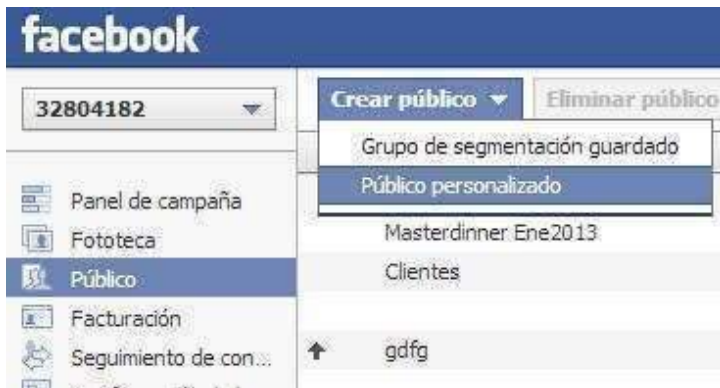 facebook
32804182
Crear público
Eliminar público
Grupo de segmentación guardado
Público personalizado
Masterdinner Ene2013
Clientes
gdfg
Panel de campaña
Fototeca
Público
Facturación
Seguimiento de con...